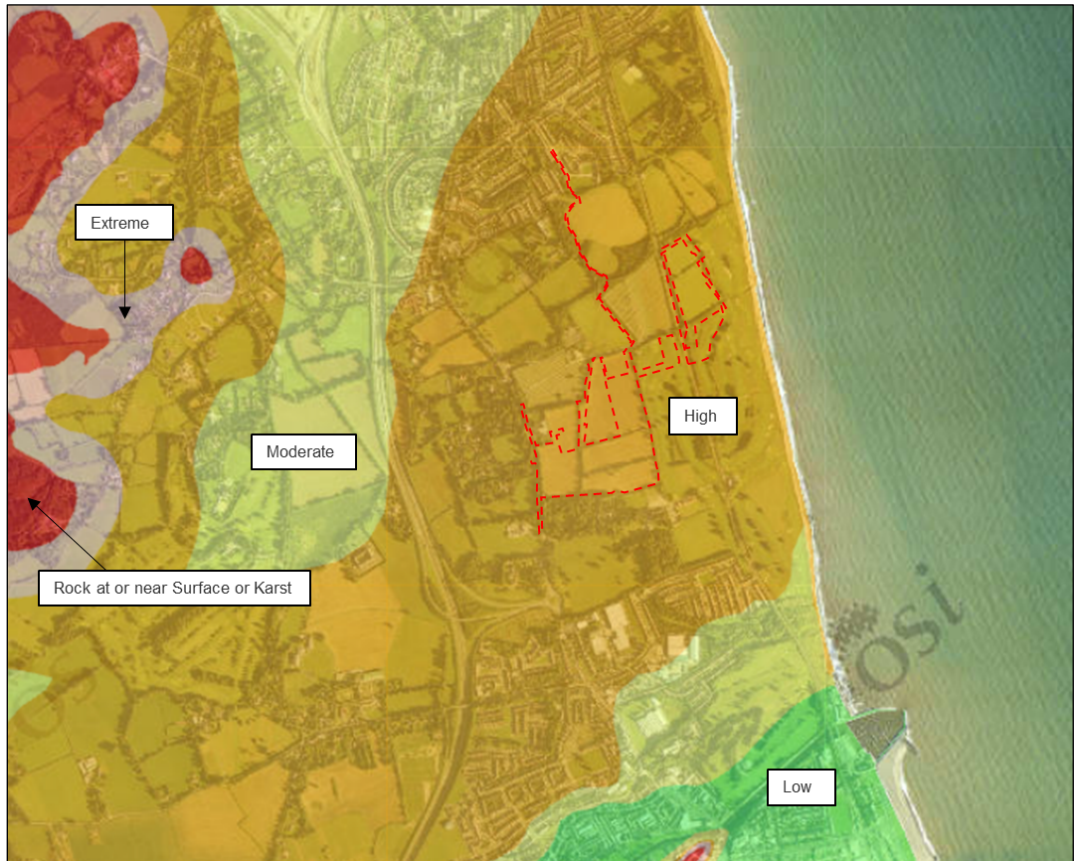 Extreme
High
Moderate
Rock at or near Surface or Karst
osi
Low